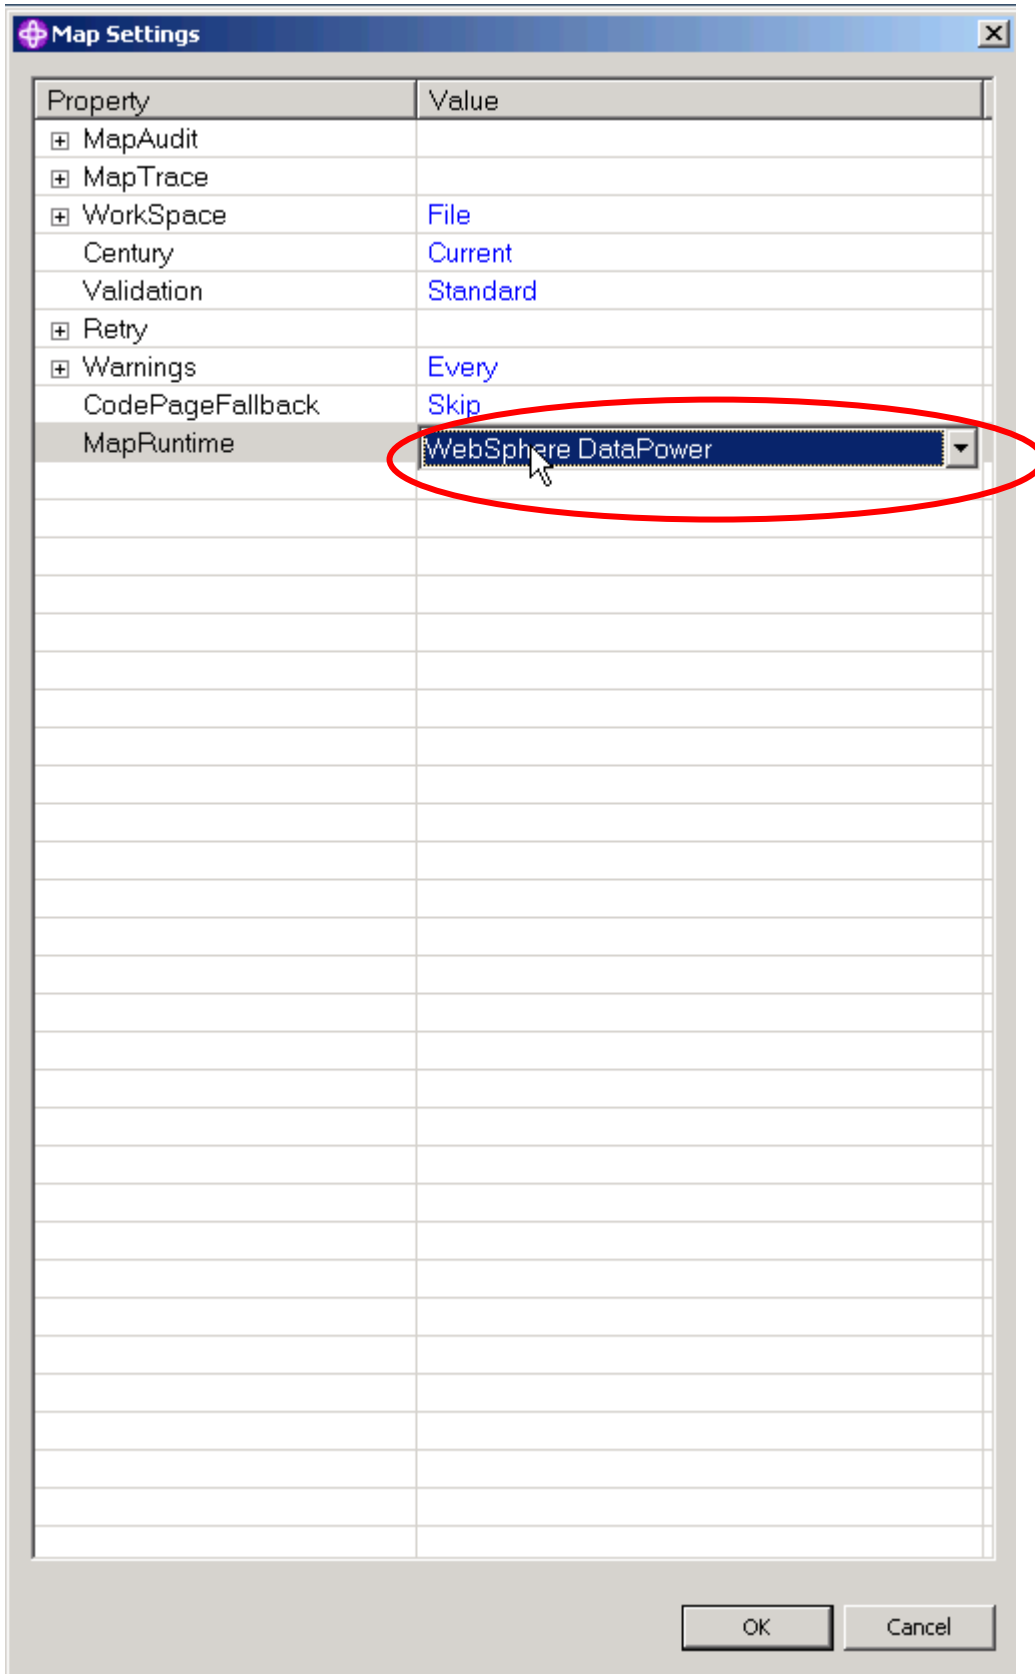 Map Settings
Property Value
MapAudit
MapTrace
WorkSpace File
Century Current
Validation Standard
Retry
Warnings Every
CodePageFallback Skip
MapRuntime WebSphere DataPower
OK Cancel